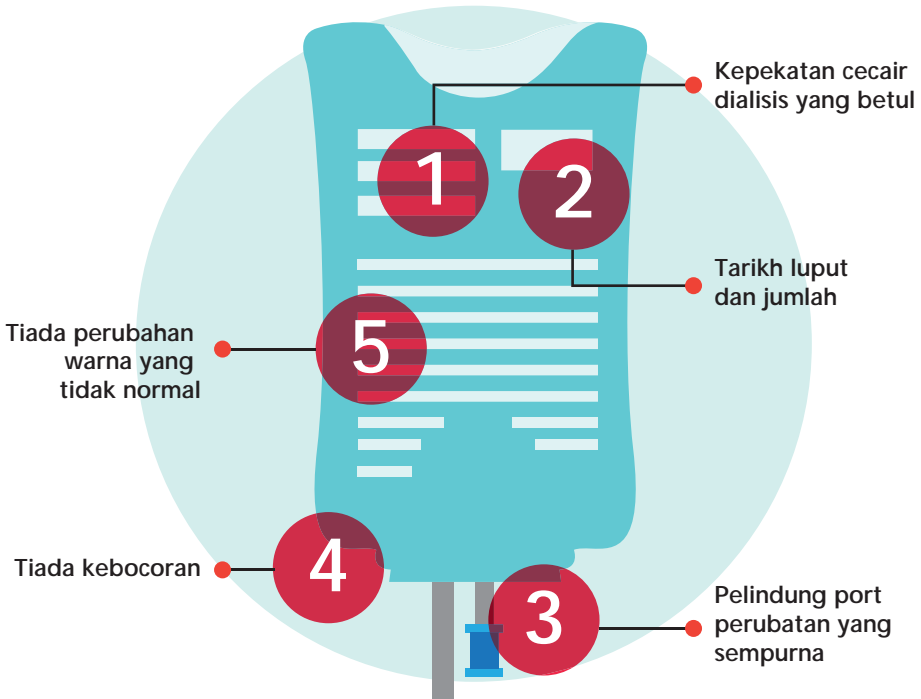 Kepekatan cecair
dialisis yang betul
1
2
Tarikh luput
dan jumlah
Tiada perubahan
warna yang
tidak normal
5
Tiada kebocoran
4
3
Pelindung port
perubatan yang
sempurna